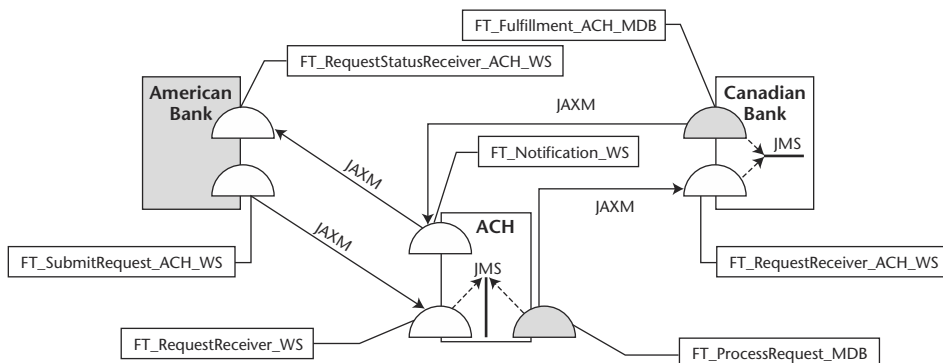 FT_Fulfillment_ACH_MDB
FT_RequestStatusReceiver_ACH_WS
American
Bank
JAXM
Canadian
Bank
JMS
FT_Notification_WS
JAXM
JAXM
JAXM
ACH
FT_SubmitRequest_ACH_WS
JMS
FT_RequestReceiver_ACH_WS
FT_RequestReceiver_WS
FT_ProcessRequest_MDB